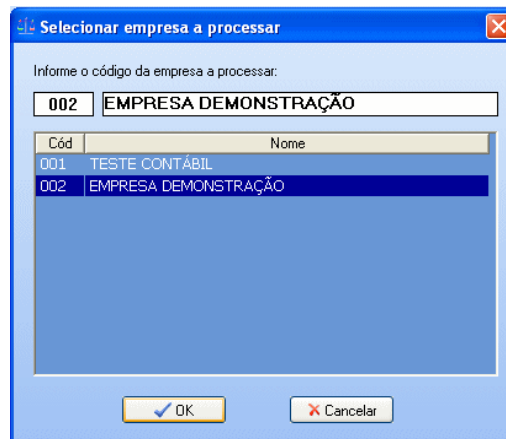 Selecionar empresa a processar
Informe o código da empresa a processar:
002 EMPRESA DEMONSTRAÇÃO
Cód Nome
001 TESTE CONTÁBIL
002 EMPRESA DEMONSTRAÇÃO
OK Cancelar